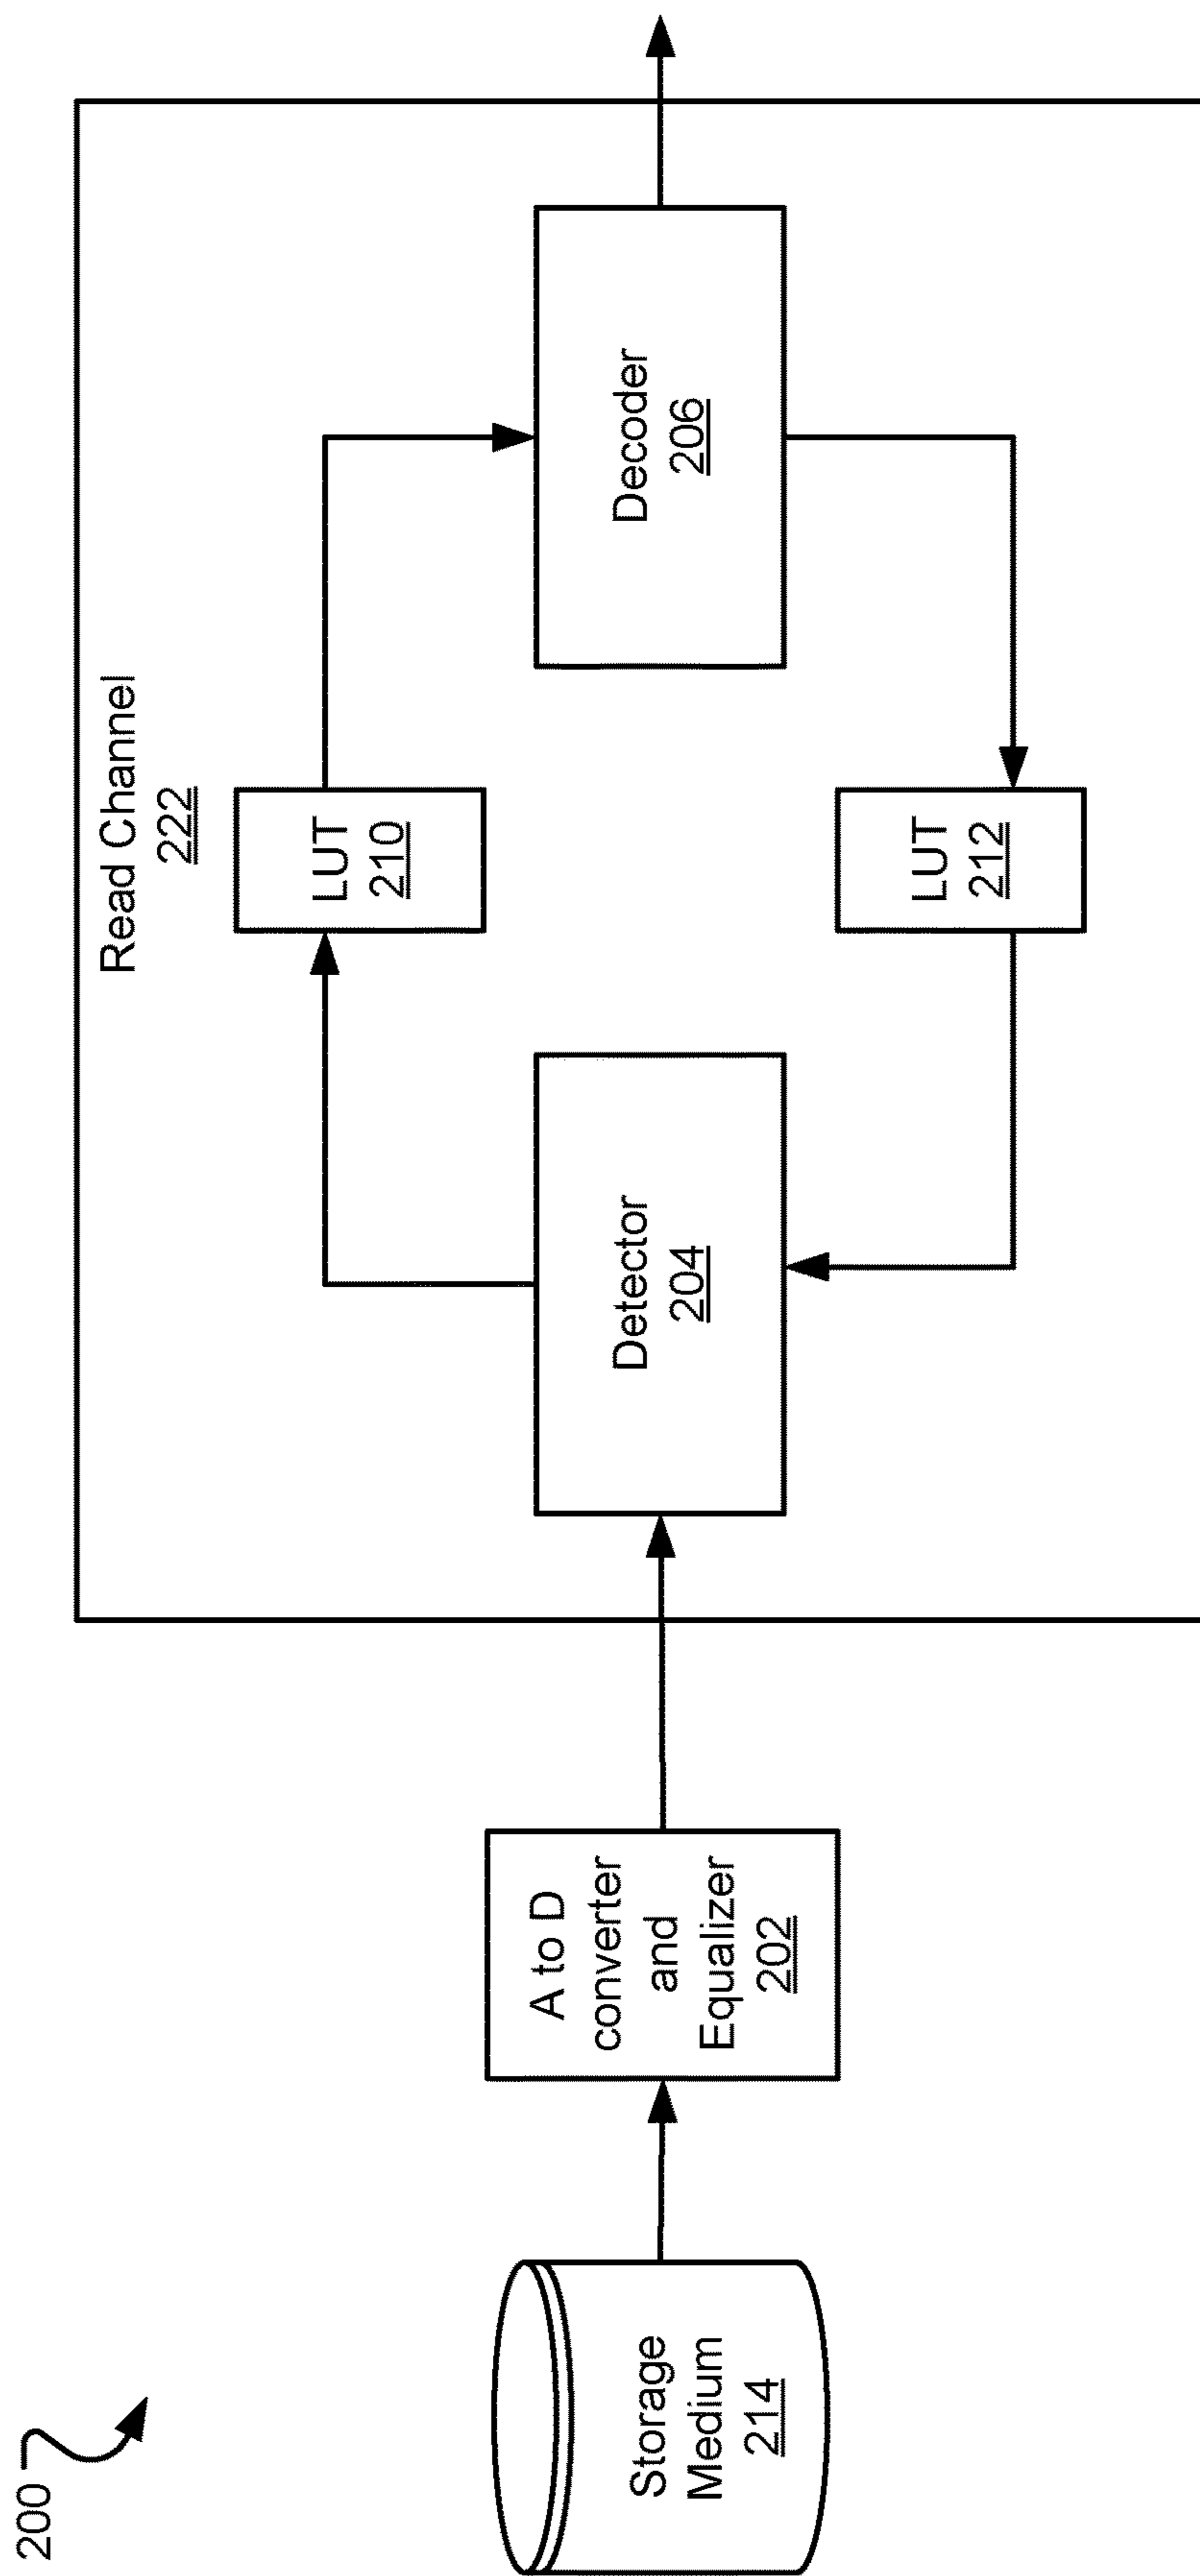 200
Storage
Medium
214
A to D
converter
and
Equalizer
202
Read Channel
222
Detector
204
LUT
210
LUT
212
Decoder
206